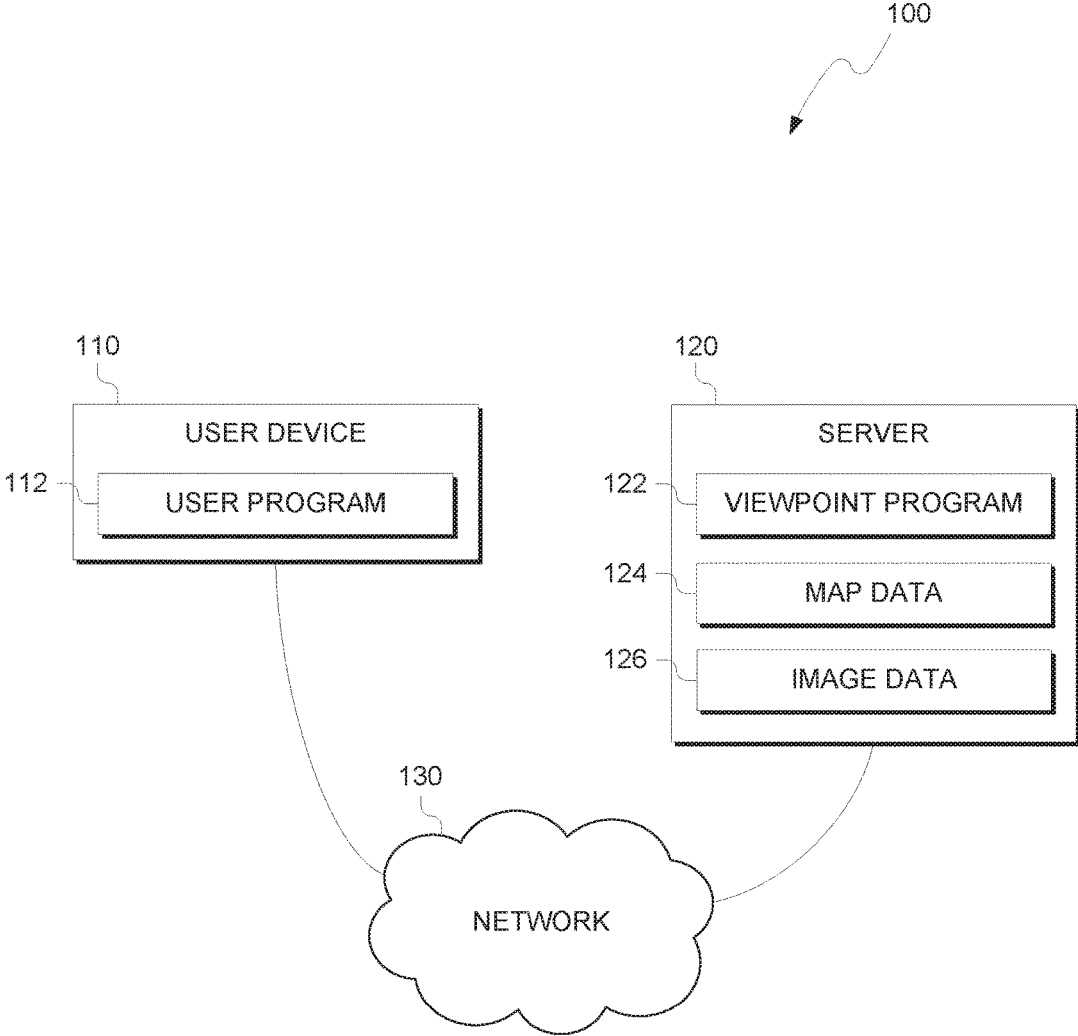 100
110
USER DEVICE
112
USER PROGRAM
120
SERVER
122
VIEWPOINT PROGRAM
124
MAP DATA
126
IMAGE DATA
130
NETWORK